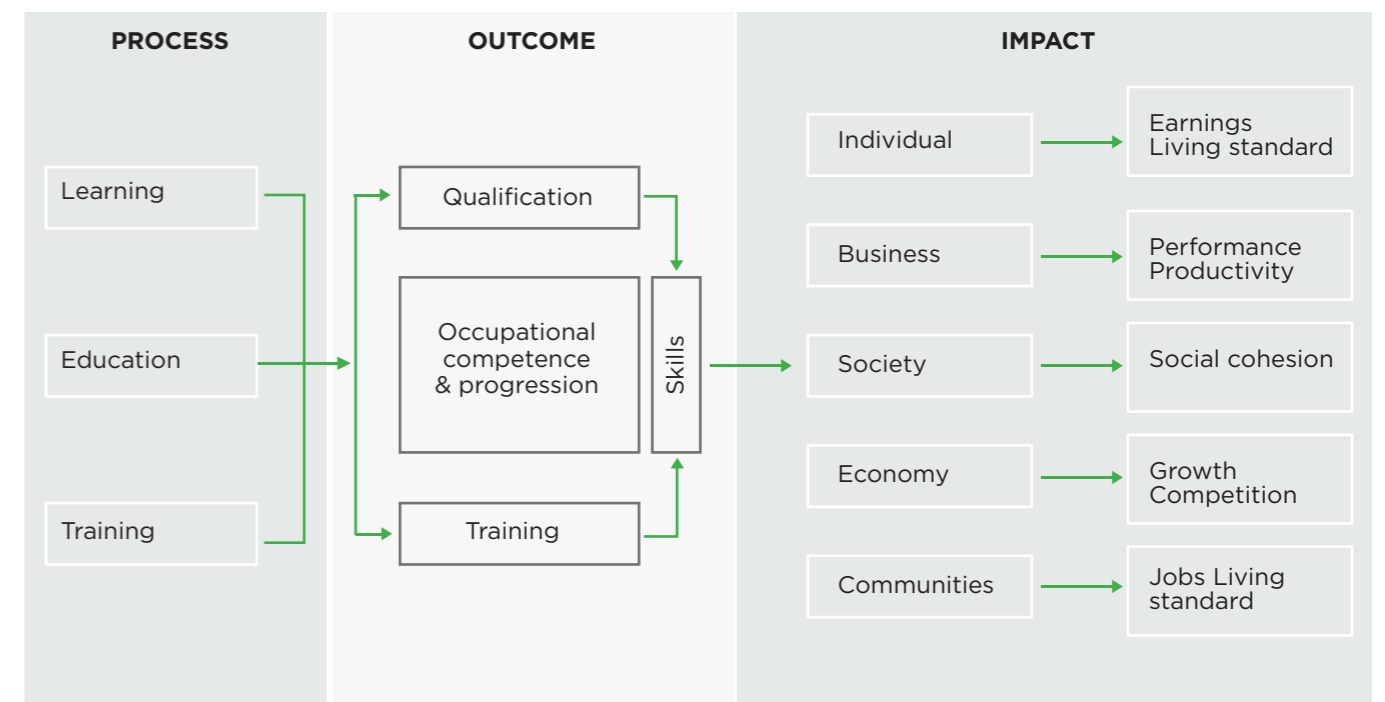 PROCESS
Learning
Education
Training
OUTCOME
Qualification
Occupational
competence
& progression
Skills
Training
IMPACT
Individual
Earnings
Living standard
Business
Performance
Productivity
Society
Social cohesion
Economy
Growth
Competition
Communities
Jobs Living
standard